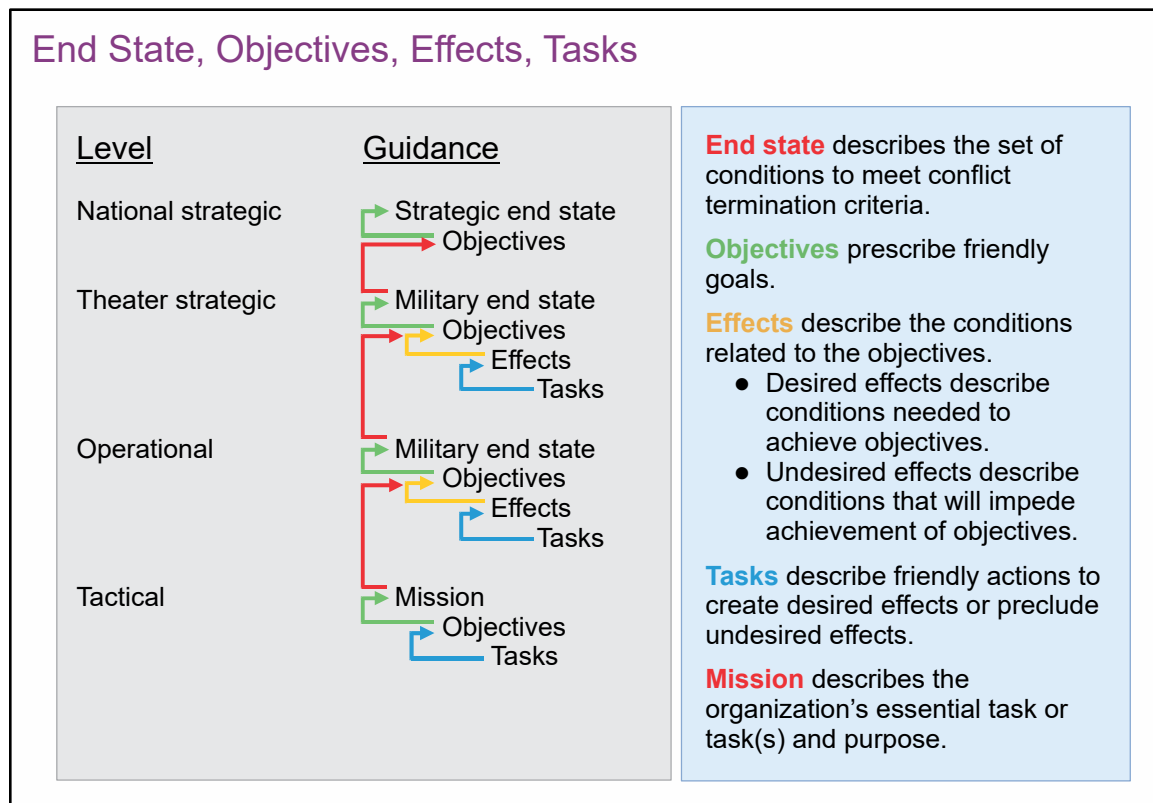 End State, Objectives, Effects, Tasks
Level
Guidance
National strategic
Strategic end state
Objectives
Theater strategic
Military end state
Objectives
Effects
Tasks
Operational
Military end state
Objectives
Effects
Tasks
Tactical
Mission
Objectives
Tasks
End state describes the set of
conditions to meet conflict
termination criteria.
Objectives prescribe friendly
goals.
Effects describe the conditions
related to the objectives.
● Desired effects describe
conditions needed to
achieve objectives.
● Undesired effects describe
conditions that will impede
achievement of objectives.
Tasks describe friendly actions to
create desired effects or preclude
undesired effects.
Mission describes the
organization’s essential task or
task(s) and purpose.